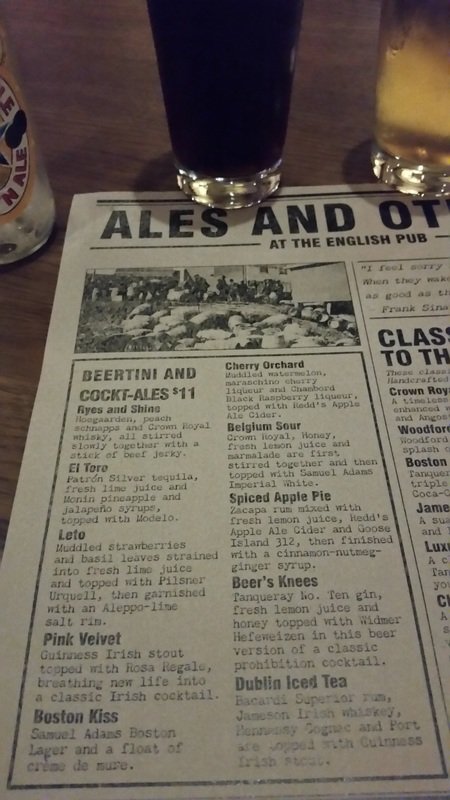 ALE
N ALE
ALES AND OT
AT THE ENGLISH PUB
"I feel sorry
When they wake
as good as th
Frank Sina
BEERTINI AND
COCKT-ALES $11
Ryes and Shine
Hoegaarden, peach
schnapps and Crown Royal
whisky, all stirred
slowly together with a
stick of beef jerky.
El Toro
Patrón Silver tequila,
fresh lime juice and
Monin pineapple and
jalapeño syrups,
topped with Modelo.
Leto
Muddled strawberries
and basil leaves strained
into fresh lime juice
and topped with Pilsner
Urquell, then garnished
with an Aleppo-lime
salt rim.
Pink Velvet
Guinness Irish stout
topped with Rosa Regale,
breathing new life into
a classic Irish cocktail.
Boston Kiss
Samuel Adams Boston
Lager and a float of
crème de mure.
Cherry Orchard
Muddled watermelon,
maraschino cherry
liqueur and Chambord
Black Raspberry liqueur,
topped with Redd's Apple
Ale Cider.
Belgium Sour
Crown Royal, Honey,
fresh lemon juice and
marmalade are first
stirred together and then
topped with Samuel Adams
Imperial White.
Spiced Apple Pie
Zacapa rum mixed with
fresh lemon juice, Redd's
Apple Ale Cider and Goose
Island 312, then finished
with a cinnamon-nutmeg-
ginger syrup.
Beer's Knees
Tanqueray No. Ten gin,
fresh lemon juice and
honey topped with Widmer
Hefeweizen in this beer
version of a classic
prohibition cocktail.
Dublin Iced Tea
Bacardi Superior rum,
Jameson Irish whiskey,
Hennessy Cognac and Port
are topped with Guinness
Irish stout.
CLASS
TO TH
These class
Handcrafted
Crown Roy
A timeless
enhanced w
and Angos
Woodfor
Woodford
splash o
Boston
Tanquer
triple
Coca-C
Jame
A sua
and
Luxu
A c
Tan
you
C
A